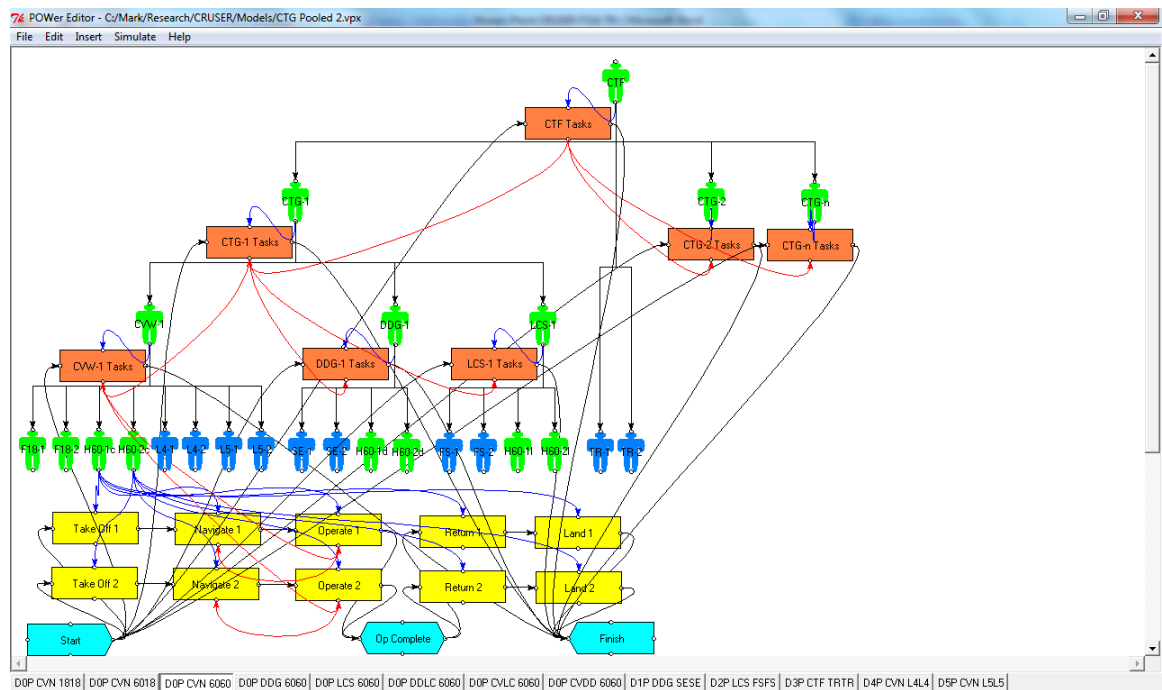 POWer Editor - C:/Mark/Research/CRUSER/Models/CTG Pooled 2.vpx
File Edit Insert Simulate Help
CTF
CTF Tasks
CTG-1 CTG-2 CTG-n
CTG-1 Tasks CTG-2 Tasks CTG-n Tasks
CVW-1 DDG-1 LCS-1
CVW-1 Tasks DDG-1 Tasks LCS-1 Tasks
F18-1 F18-2 H60-1c H60-2c L4-1 L4-2 L5-1 L5-2 SE-1 SE-2 H60-1d H60-2d FS-1 FS-2 H60-1l H60-2l TR-1 TR-2
Take Off 1 Navigate 1 Operate 1 Return 1 Land 1
Take Off 2 Navigate 2 Operate 2 Return 2 Land 2
Start Op Complete Finish
D0P CVN 1818 D0P CVN 6018 D0P CVN 6060 D0P DDG 6060 D0P LCS 6060 D0P DDLC 6060 D0P CVLC 6060 D0P CVDD 6060 D1P DDG SESE D2P LCS FSFS D3P CTF TRTR D4P CVN L4L4 D5P CVN L5L5